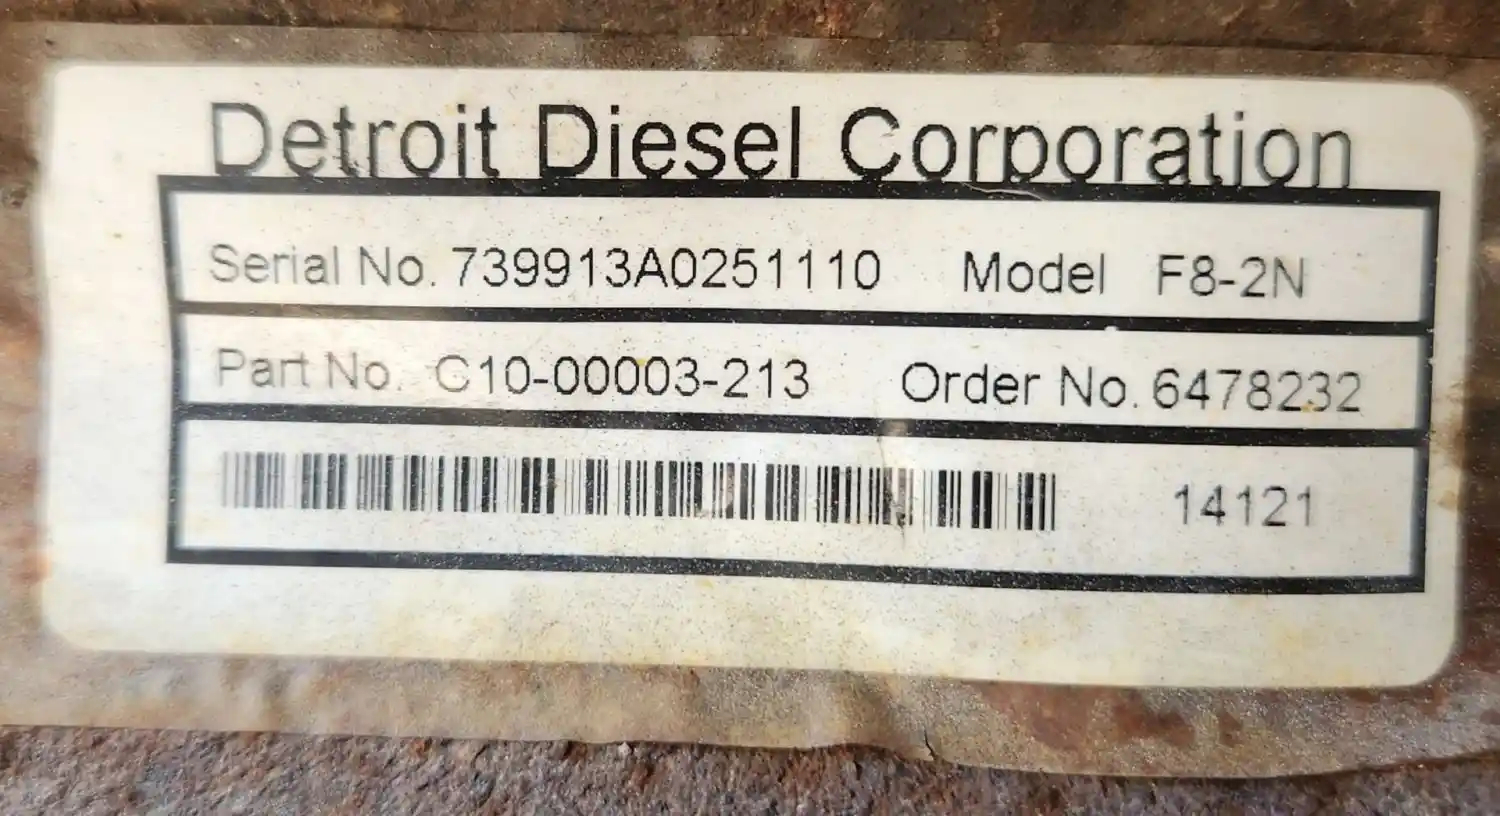 Detroit Diesel Corporation
Serial No. 739913A0251110 Model F8-2N
Part No. C10-00003-213 Order No. 6478232
14121